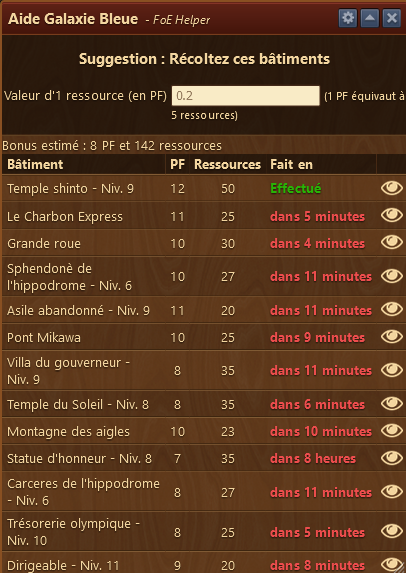 Aide Galaxie Bleue - FoE Helper
Suggestion : Récoltez ces bâtiments
Valeur d'1 ressource (en PF) 0.2 (1 PF équivaut à
5 ressources)
Bonus estimé : 8 PF et 142 ressources
Bâtiment PF Ressources Fait en
Temple shinto - Niv. 9 12 50 Effectué
Le Charbon Express 11 25 dans 5 minutes
Grande roue 10 30 dans 4 minutes
Sphendonè de
l'hippodrome - Niv. 6 10 27 dans 11 minutes
Asile abandonné - Niv. 9 11 20 dans 11 minutes
Pont Mikawa 10 25 dans 9 minutes
Villa du gouverneur -
Niv. 9 8 35 dans 11 minutes
Temple du Soleil - Niv. 8 8 35 dans 6 minutes
Montagne des aigles 10 23 dans 10 minutes
Statue d'honneur - Niv. 8 7 35 dans 8 heures
Carceres de l'hippodrome
- Niv. 6 8 27 dans 11 minutes
Trésorerie olympique -
Niv. 10 8 25 dans 5 minutes
Dirigeable - Niv. 11 9 20 dans 8 minutes